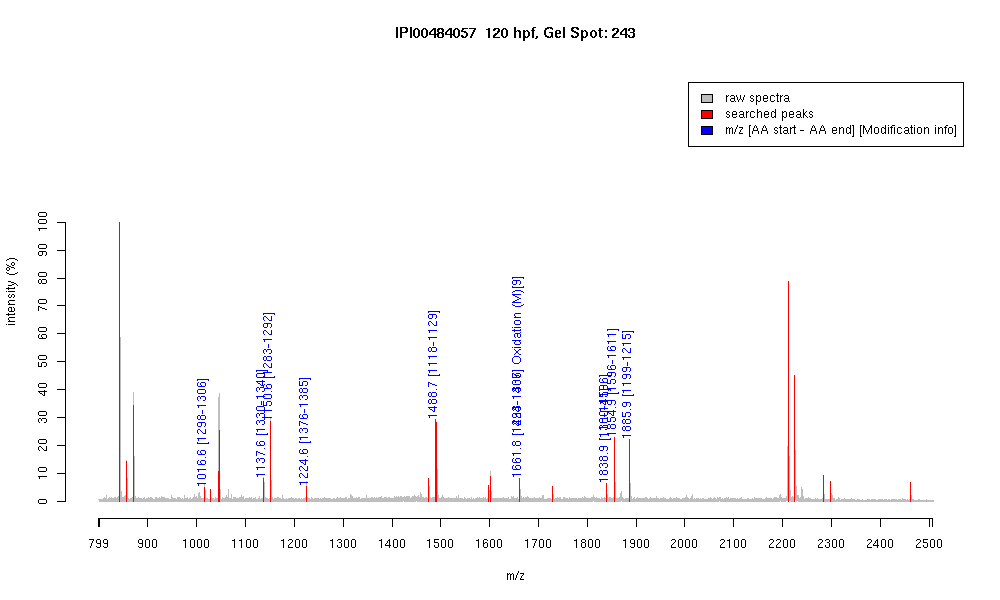 IPI00484057 120 hpf, Gel Spot: 243
raw spectra
searched peaks
m/z [AA start - AA end] [Modification info]
intensity (%)
100
90
80
70
60
50
40
30
20
10
0
1016.6 [1298-1306]
1137.6 [1330-1340]
1150.6 [1283-1292]
1224.6 [1376-1385]
1488.7 [1118-1129]
1661.8
Oxidation (M)[9]
1838.9
1854.9 [1596-1611]
1885.9 [1199-1215]
799 900 1000 1100 1200 1300 1400 1500 1600 1700 1800 1900 2000 2100 2200 2300 2400 2500
m/z